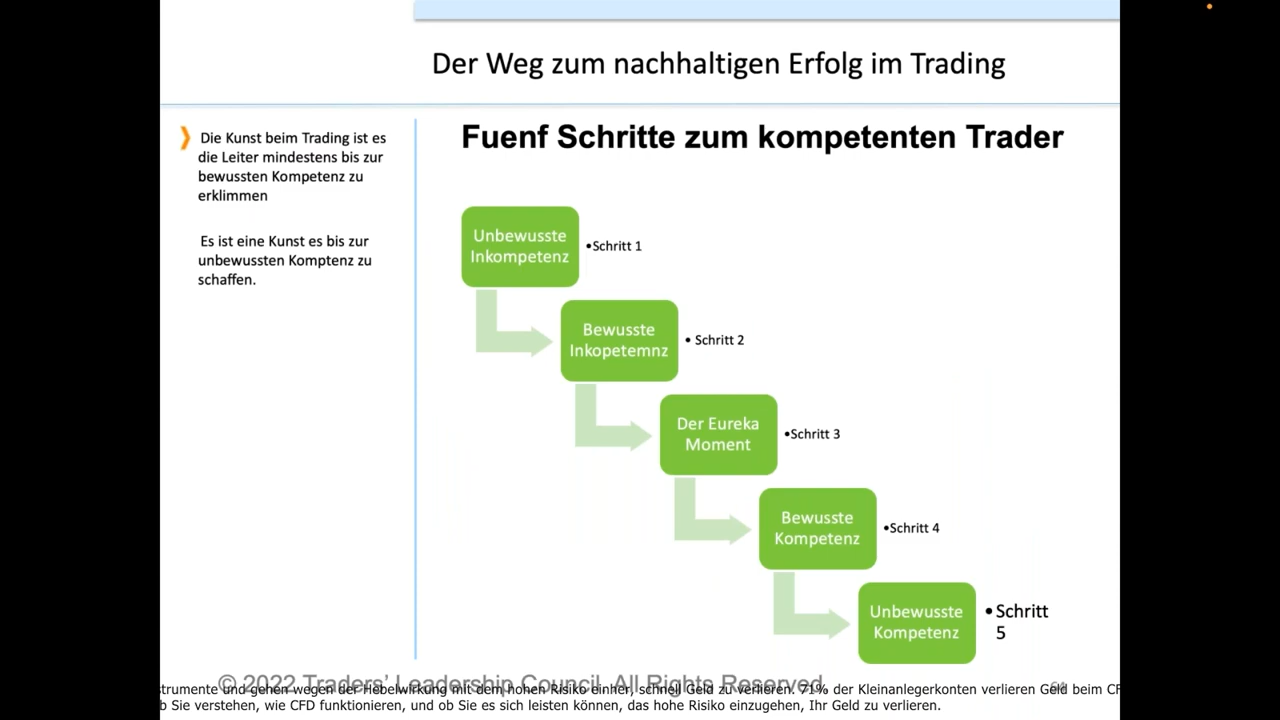 Der Weg zum nachhaltigen Erfolg im Trading
Die Kunst beim Trading ist es
die Leiter mindestens bis zur
bewussten Kompetenz zu
erklimmen
Es ist eine Kunst es bis zur
unbewussten Komptenz zu
schaffen.
Fuenf Schritte zum kompetenten Trader
Unbewusste
Inkompetenz
•Schritt 1
Bewusste
Inkopetemnz
• Schritt 2
Der Eureka
Moment
•Schritt 3
Bewusste
Kompetenz
•Schritt 4
Unbewusste
Kompetenz
•Schritt
5
© 2022 Traders’ Leadership Council. All Rights Reserved.
strumente und gehen wegen der Hebelwirkung mit dem hohen Risiko einher, schnell Geld zu verlieren. 71% der Kleinanlegerkonten verlieren Geld beim CF
b Sie verstehen, wie CFD funktionieren, und ob Sie es sich leisten können, das hohe Risiko einzugehen, Ihr Geld zu verlieren.